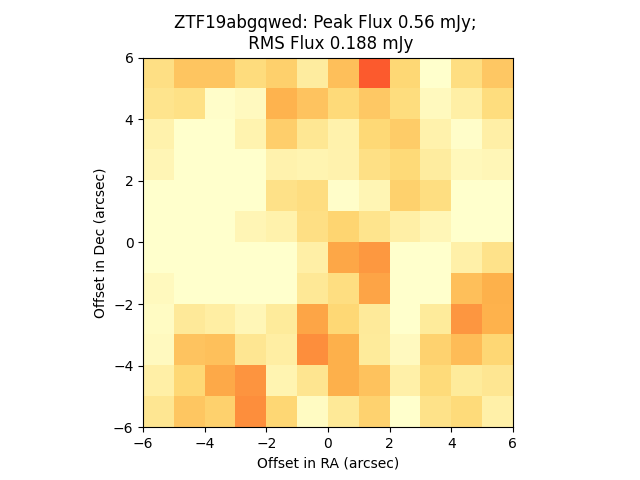 ZTF19abgqwed: Peak Flux 0.56 mJy;
RMS Flux 0.188 mJy
6
4
2
0
−2
−4
−6
Offset in Dec (arcsec)
−6 −4 −2 0 2 4 6
Offset in RA (arcsec)